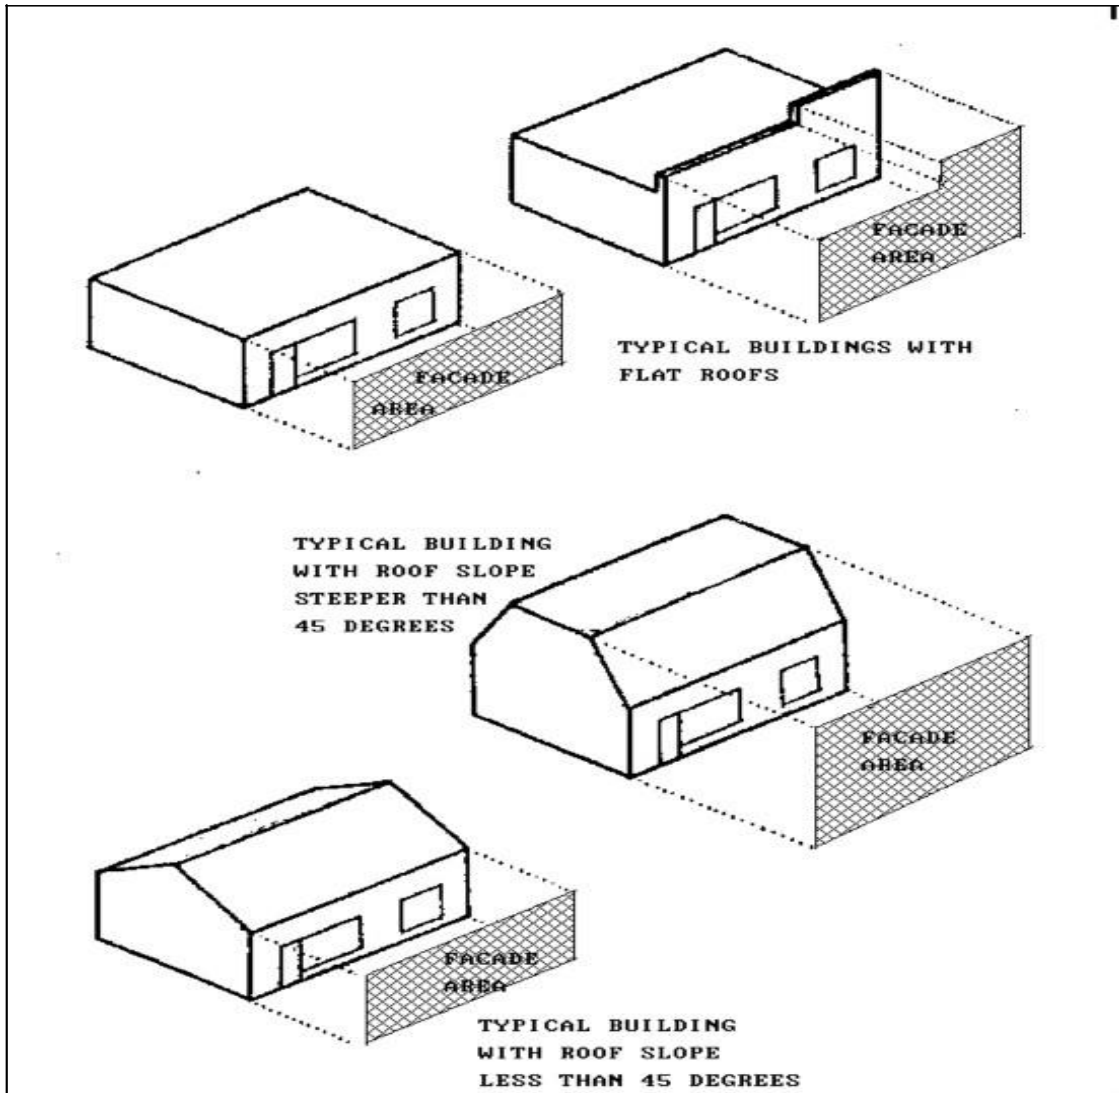 FACADE
AREA
TYPICAL BUILDINGS WITH
FLAT ROOFS
FACADE
AREA
TYPICAL BUILDING
WITH ROOF SLOPE
STEEPER THAN
45 DEGREES
FACADE
AREA
FACADE
AREA
TYPICAL BUILDING
WITH ROOF SLOPE
LESS THAN 45 DEGREES